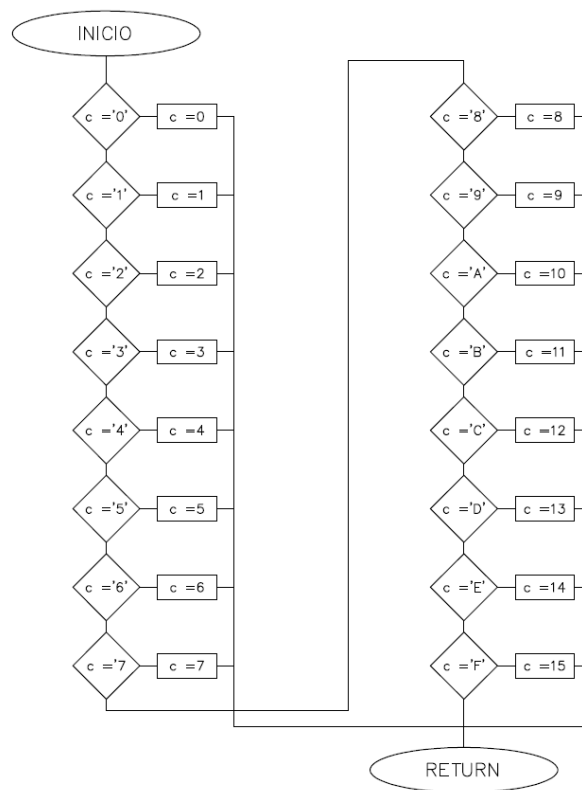 INICIO
c ='0'
c =0
c ='1'
c =1
c ='2'
c =2
c ='3'
c =3
c ='4'
c =4
c ='5'
c =5
c ='6'
c =6
c ='7
c =7
c ='8'
c =8
c ='9'
c =9
c ='A'
c =10
c ='B'
c =11
c ='C'
c =12
c ='D'
c =13
c ='E'
c =14
c ='F'
c =15
RETURN